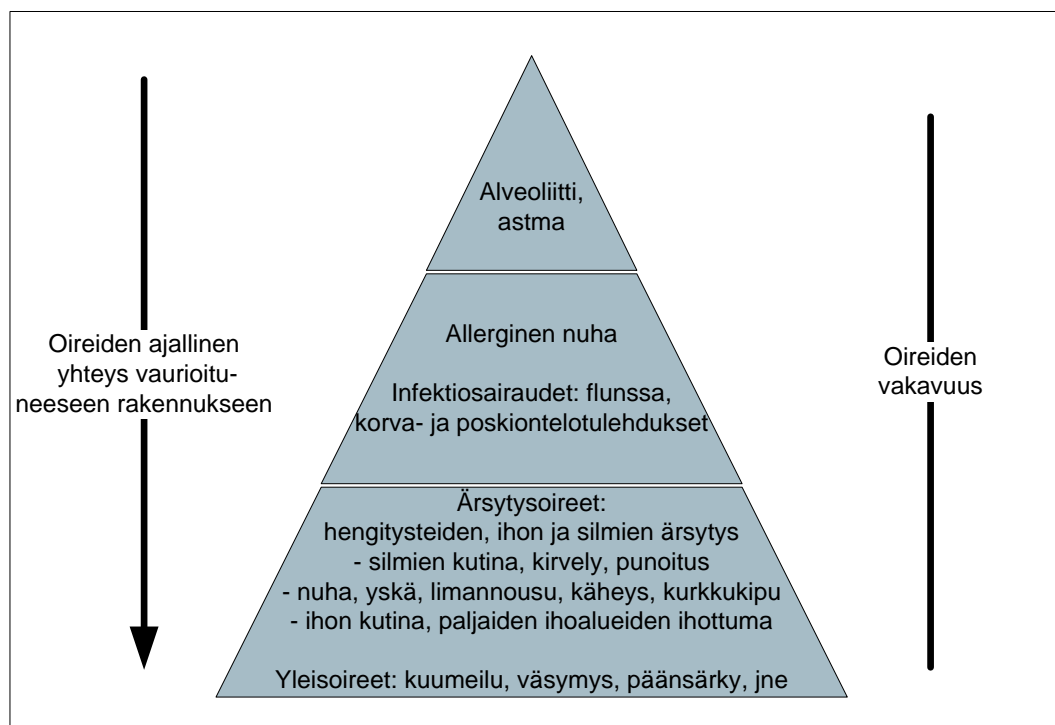 Alveoliitti,
astma
Allerginen nuha
Infektiosairaudet: flunssa,
korva- ja poskiontelotulehdukset
Ärsytysoireet:
hengitysteiden, ihon ja silmien ärsytys
- silmien kutina, kirvely, punoitus
- nuha, yskä, limannousu, käheys, kurkkukipu
- ihon kutina, paljaiden ihoalueiden ihottuma
Yleisoireet: kuumeilu, väsymys, päänsärky, jne
Oireiden ajallinen
yhteys vaurioitu-
neeseen rakennukseen
Oireiden
vakavuus